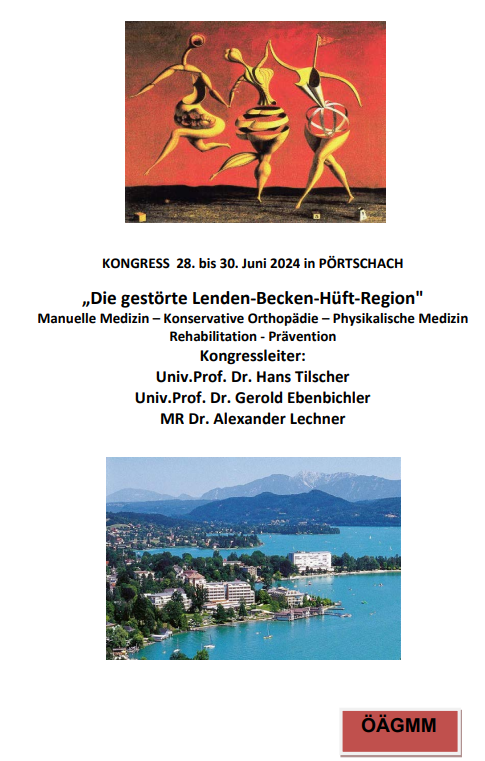 KONGRESS 28. bis 30. Juni 2024 in PÖRTSCHACH
„Die gestörte Lenden-Becken-Hüft-Region"
Manuelle Medizin – Konservative Orthopädie – Physikalische Medizin
Rehabilitation - Prävention
Kongressleiter:
Univ.Prof. Dr. Hans Tilscher
Univ.Prof. Dr. Gerold Ebenbichler
MR Dr. Alexander Lechner
ÖÄGMM